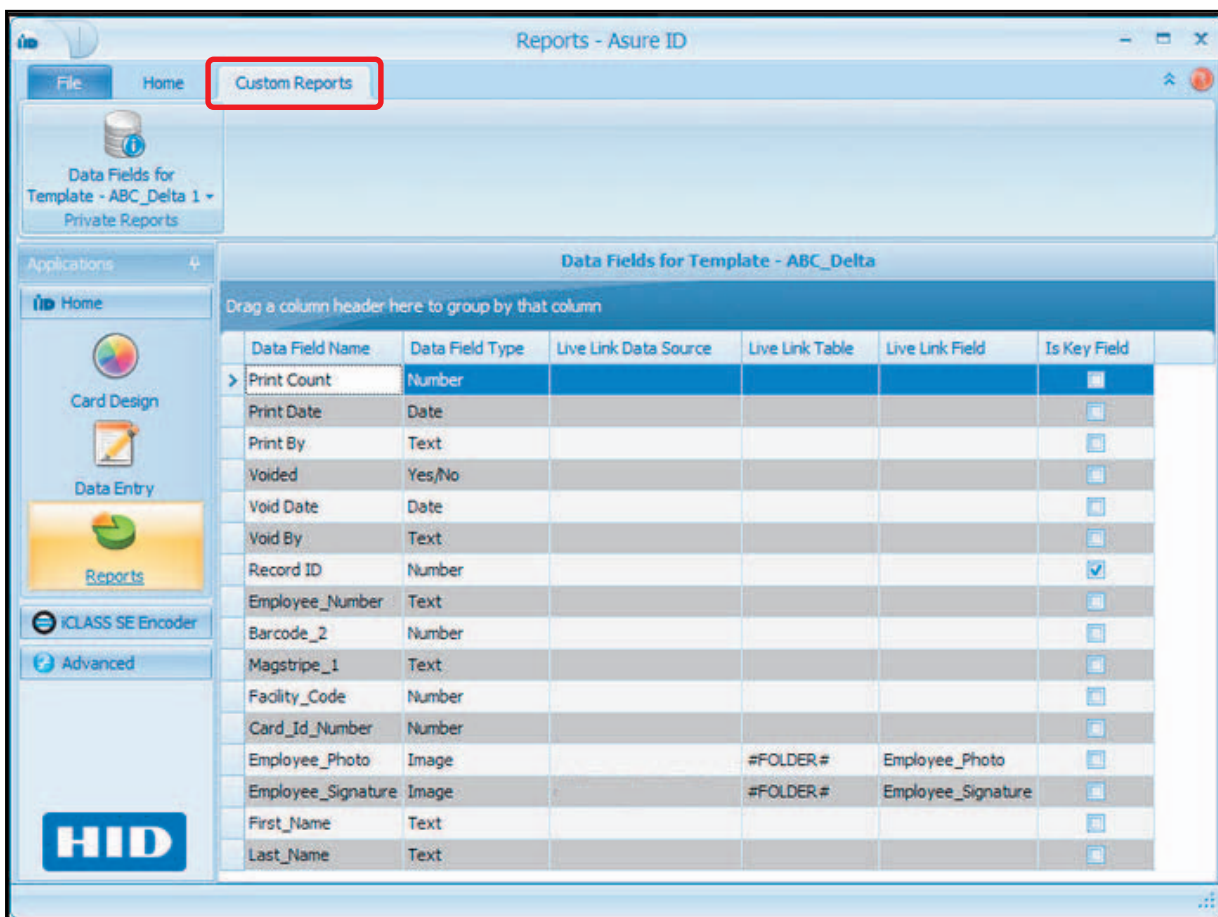 Reports - Asure ID
File Home Custom Reports
Data Fields for
Template - ABC_Delta 1
Private Reports
Applications
Home
Card Design
Data Entry
Reports
iCLASS SE Encoder
Advanced
HID
Data Fields for Template - ABC_Delta
Drag a column header here to group by that column
Data Field Name Data Field Type Live Link Data Source Live Link Table Live Link Field Is Key Field
Print Count Number
Print Date Date
Print By Text
Voided Yes/No
Void Date Date
Void By Text
Record ID Number
Employee_Number Text
Barcode_2 Number
Magstripe_1 Text
Facility_Code Number
Card_Id_Number Number
Employee_Photo Image #FOLDER# Employee_Photo
Employee_Signature Image #FOLDER# Employee_Signature
First_Name Text
Last_Name Text